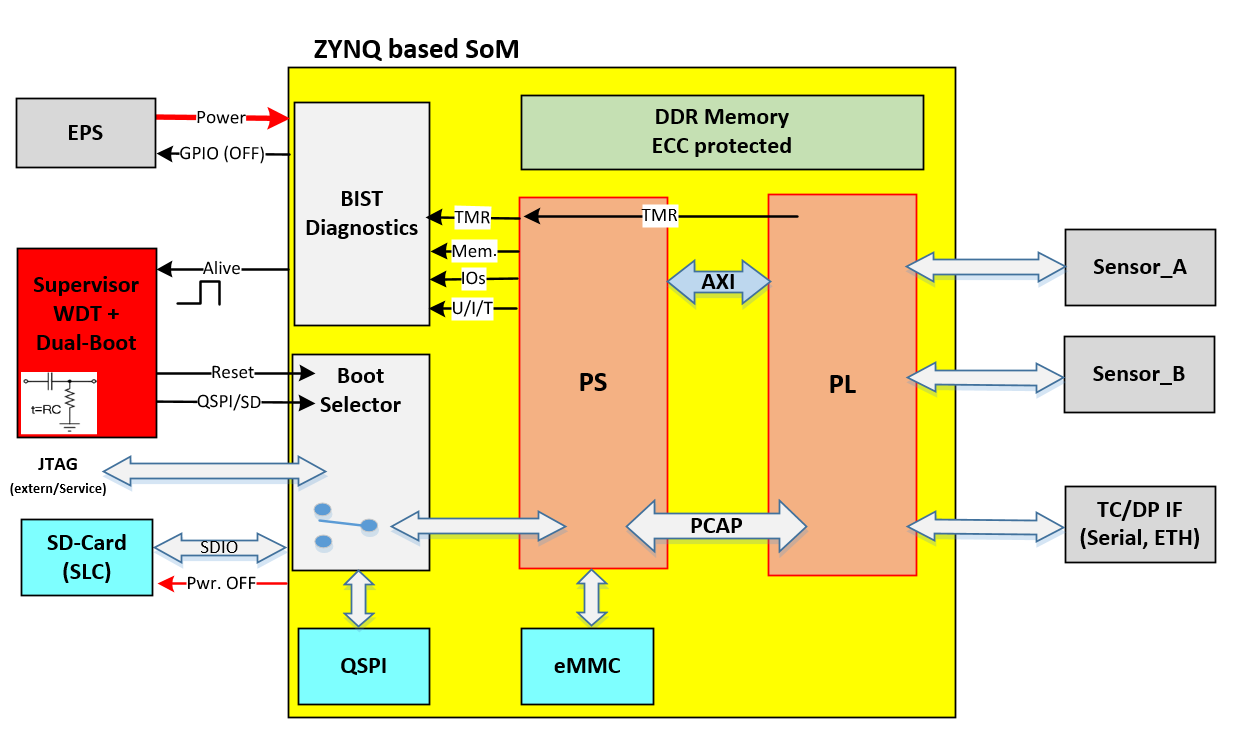 ZYNQ based SoM
EPS
Power
GPIO (OFF)
BIST
Diagnostics
DDR Memory
ECC protected
TMR
TMR
Mem.
IOs
U/I/T
AXI
PS
PL
Sensor_A
Sensor_B
Supervisor
WDT +
Dual-Boot
t=RC
Alive
Reset
QSPI/SD
Boot
Selector
JTAG
(extern/Service)
SD-Card
(SLC)
SDIO
Pwr. OFF
PCAP
TC/DP IF
(Serial, ETH)
QSPI
eMMC